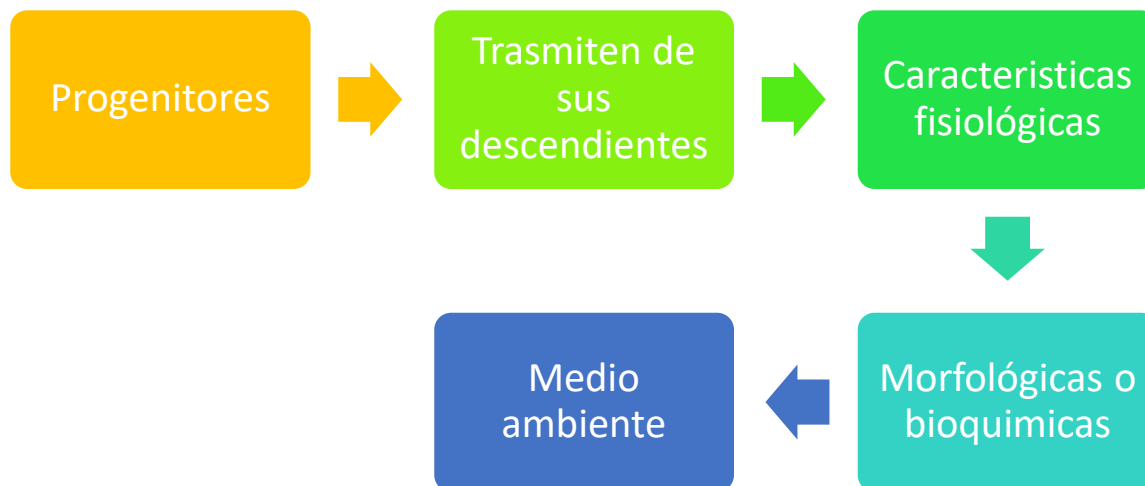 Progenitores
Trasmiten de
sus
descendientes
Caracteristicas
fisiológicas
Morfológicas o
bioquimicas
Medio
ambiente